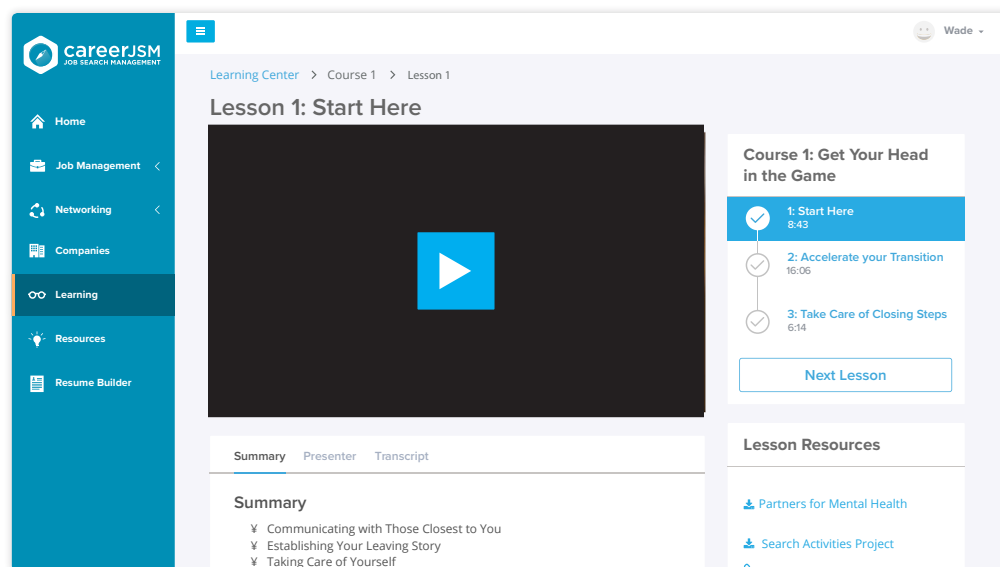 careerJSM
JOB SEARCH MANAGEMENT
Home
Job Management
Networking
Companies
Learning
Resources
Resume Builder
Wade
Learning Center > Course 1 > Lesson 1
Lesson 1: Start Here
Summary Presenter Transcript
Summary
¥ Communicating with Those Closest to You
¥ Establishing Your Leaving Story
¥ Taking Care of Yourself
Course 1: Get Your Head
in the Game
1: Start Here
8:43
2: Accelerate your Transition
16:06
3: Take Care of Closing Steps
6:14
Next Lesson
Lesson Resources
Partners for Mental Health
Search Activities Project